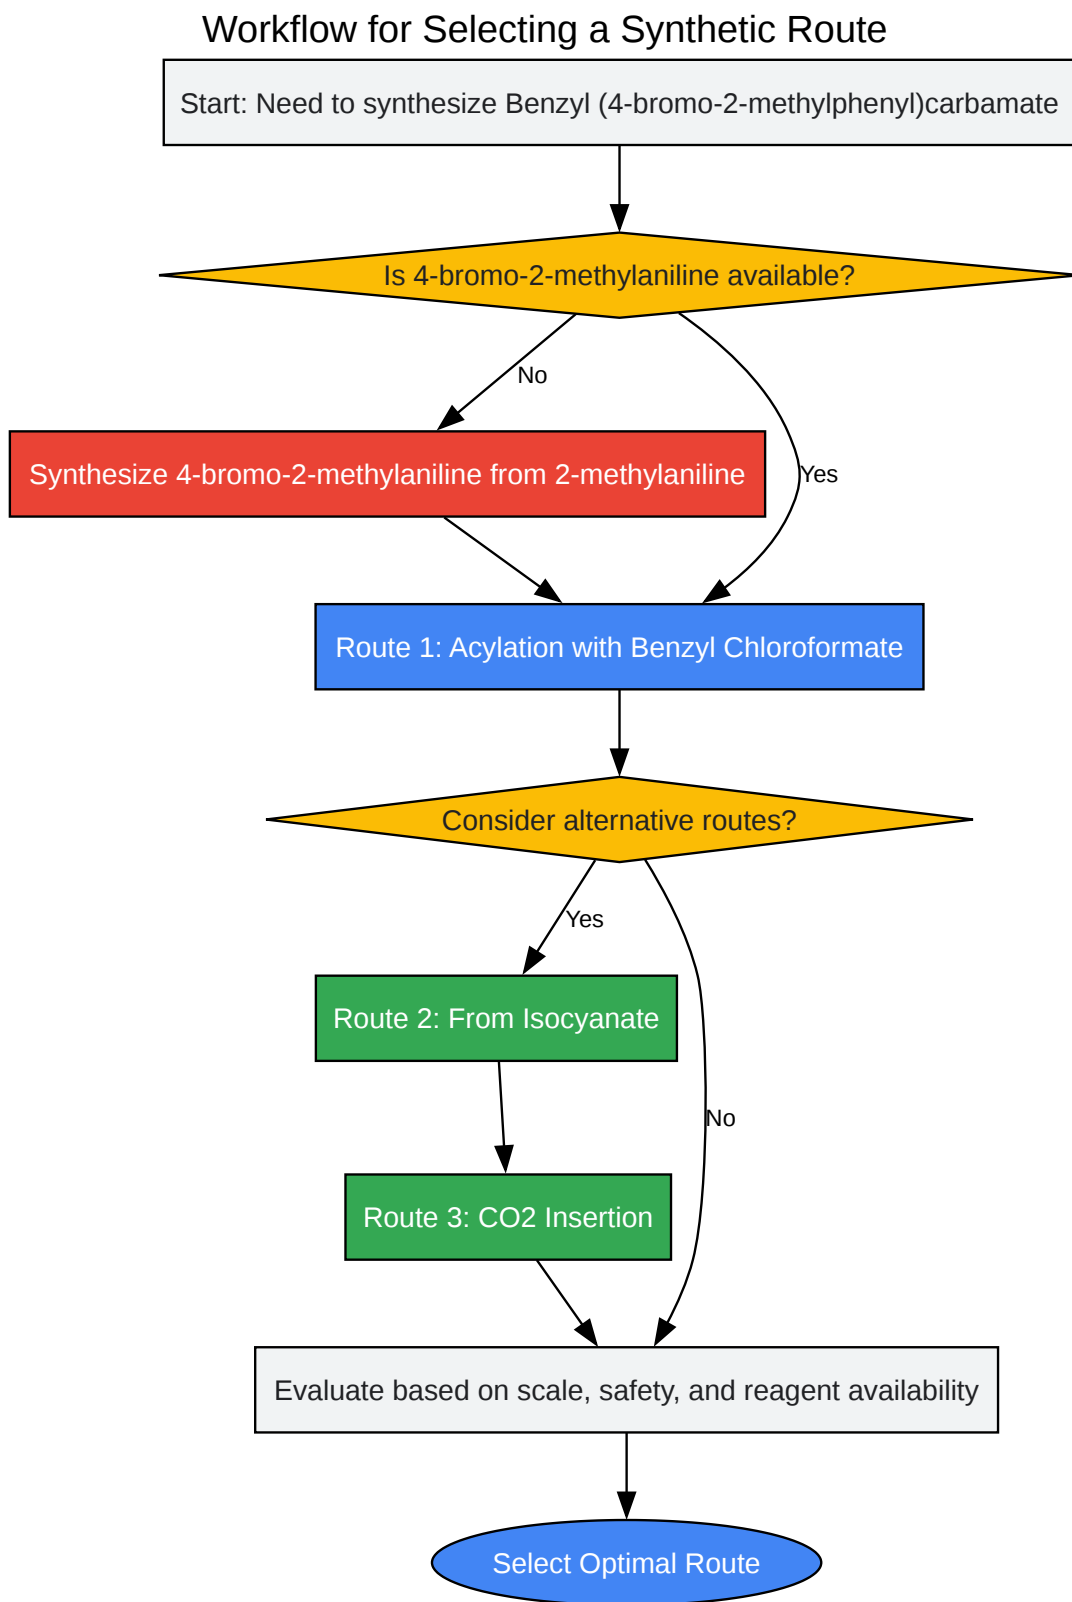 Workflow for Selecting a Synthetic Route
Start: Need to synthesize Benzyl (4-bromo-2-methylphenyl)carbamate
Is 4-bromo-2-methylaniline available?
No
Synthesize 4-bromo-2-methylaniline from 2-methylaniline
Yes
Route 1: Acylation with Benzyl Chloroformate
Consider alternative routes?
Yes
Route 2: From Isocyanate
No
Route 3: CO2 Insertion
Evaluate based on scale, safety, and reagent availability
Select Optimal Route